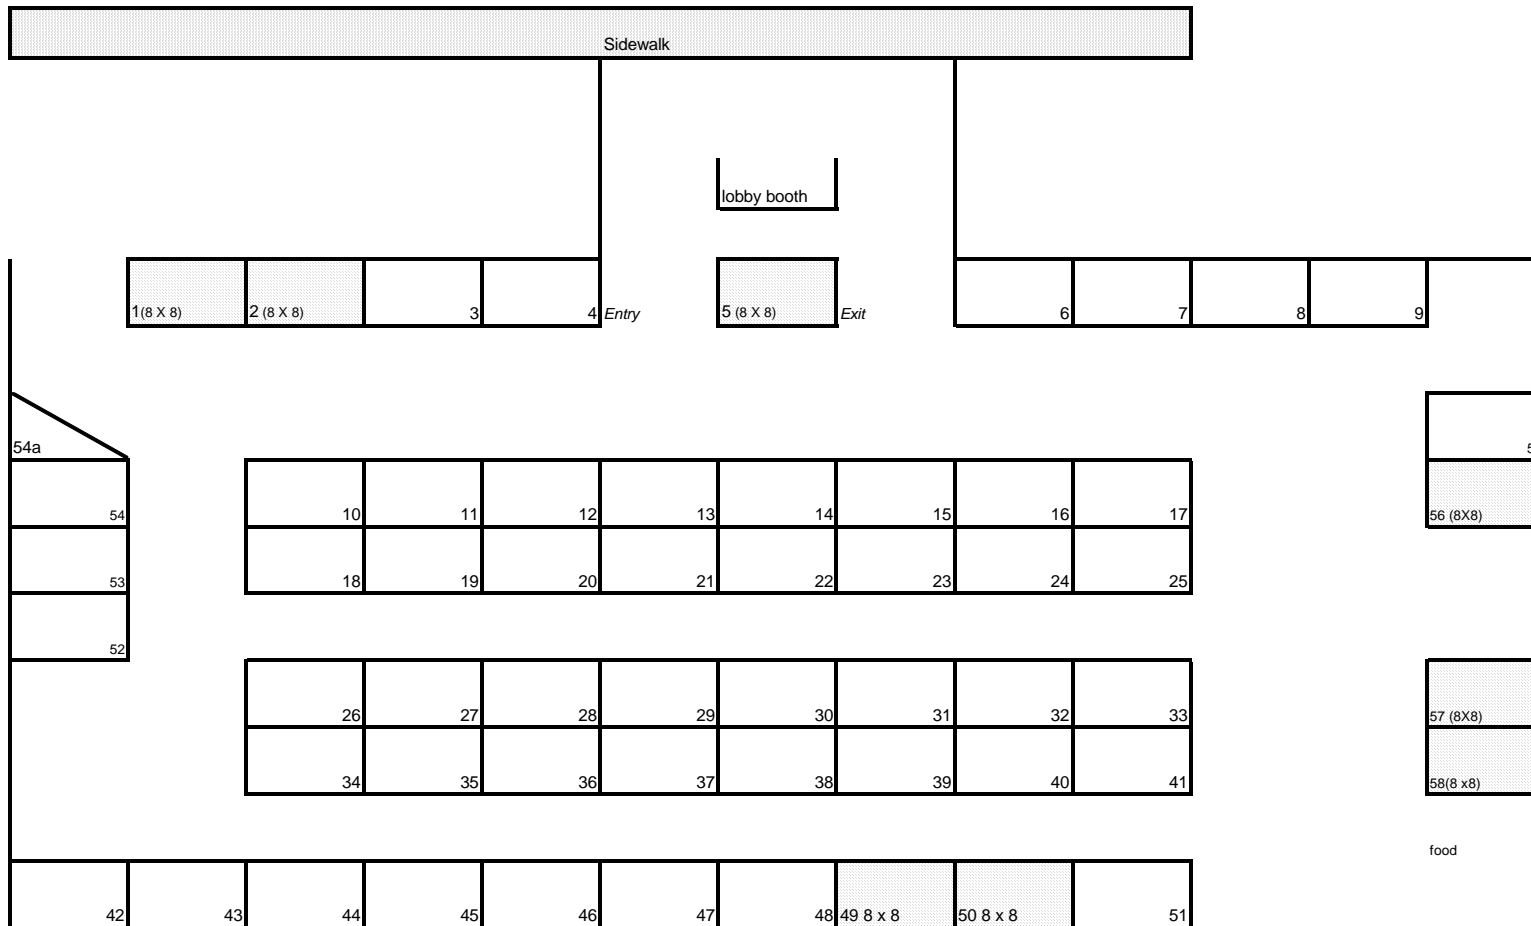 Sidewalk
lobby booth
1(8 X 8) 2 (8 X 8) 3 4 Entry 5 (8 X 8) Exit 6 7 8 9
54a
54 10 11 12 13 14 15 16 17 56 (8X8)
53 18 19 20 21 22 23 24 25
52
26 27 28 29 30 31 32 33 57 (8X8)
34 35 36 37 38 39 40 41 58(8 x8)
food
42 43 44 45 46 47 48 49 8 x 8 50 8 x 8 51